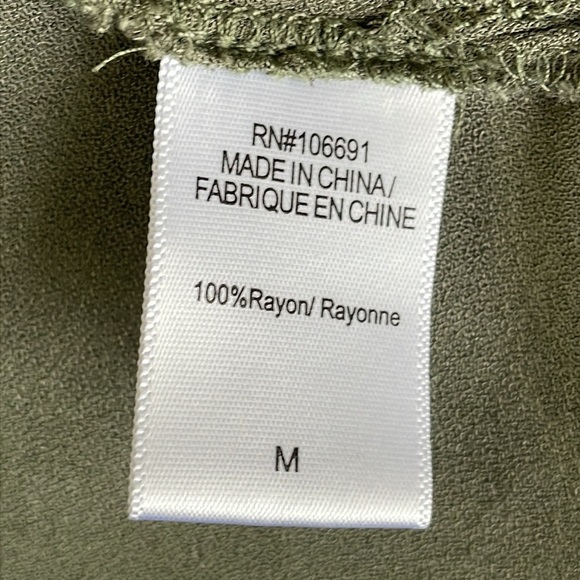 RN#106691
MADE IN CHINA/
FABRIQUE EN CHINE
100%Rayon/ Rayonne
M